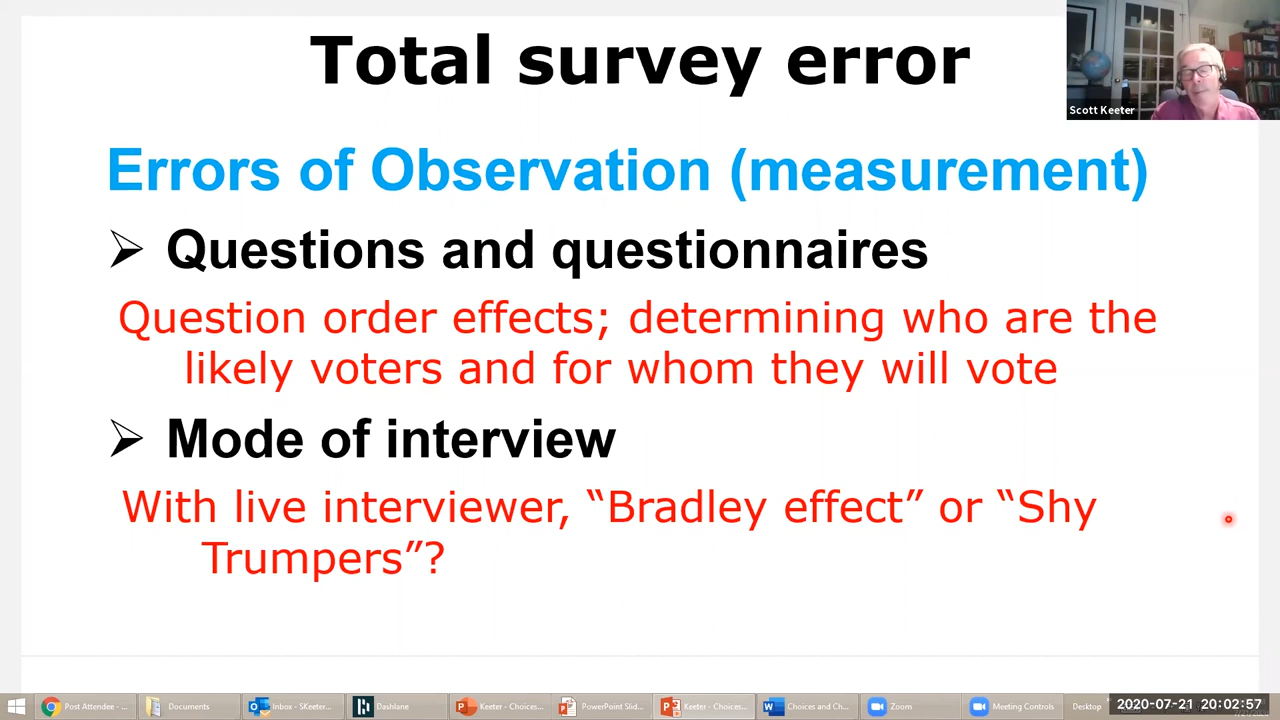 Total survey error
Scott Keeter
Errors of Observation (measurement)
Questions and questionnaires
Question order effects; determining who are the
likely voters and for whom they will vote
Mode of interview
With live interviewer, “Bradley effect” or “Shy
Trumpers”?
Post Attendee - ...
Documents
Inbox - SKeeter...
Dashlane
Keeter - Choices...
PowerPoint Slid...
Keeter - Choices...
Choices and Ch...
Zoom
Meeting Controls
Desktop
2020-07-21 20:02:57